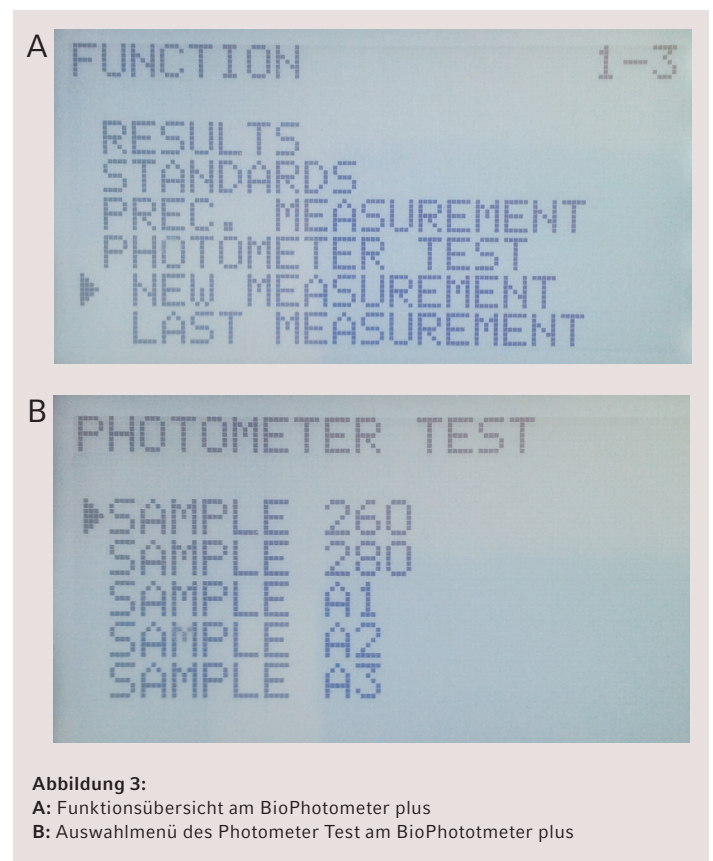 A
FUNCTION 1-3
RESULTS
STANDARDS
PREC. MEASUREMENT
PHOTOMETER TEST
NEW MEASUREMENT
LAST MEASUREMENT
B
PHOTOMETER TEST
SAMPLE 260
SAMPLE 280
SAMPLE A1
SAMPLE A2
SAMPLE A3
Abbildung 3:
A: Funktionsübersicht am BioPhotometer plus
B: Auswahlmenü des Photometer Test am BioPhototmeter plus